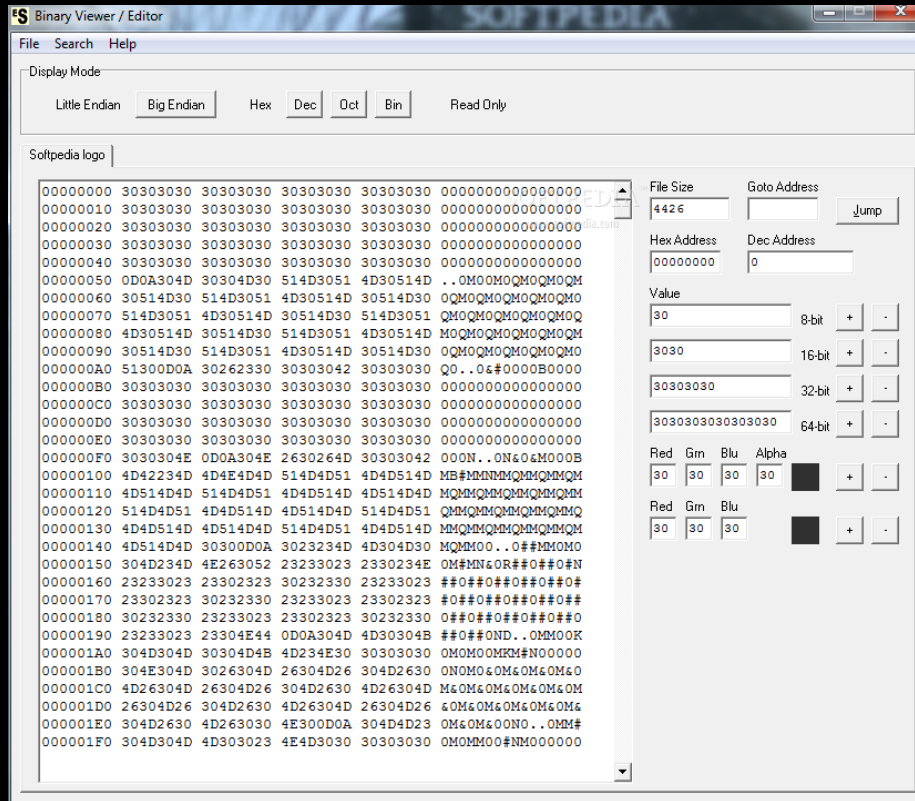 SOFTPEDIA
Binary Viewer / Editor
File Search Help
Display Mode
Little Endian Big Endian Hex Dec Oct Bin Read Only
Softpedia logo
00000000 30303030 30303030 30303030 30303030 0000000000000000
00000010 30303030 30303030 30303030 30303030 0000000000000000
00000020 30303030 30303030 30303030 30303030 0000000000000000
00000030 30303030 30303030 30303030 30303030 0000000000000000
00000040 30303030 30303030 30303030 30303030 0000000000000000
00000050 0D0A304D 30304D30 514D3051 4D30514D ..0M00M0QM0QM0QM
00000060 30514D30 514D3051 4D30514D 30514D30 0QM0QM0QM0QM0QM0
00000070 514D3051 4D30514D 30514D30 514D3051 QM0QM0QM0QM0QM0Q
00000080 4D30514D 30514D30 514D3051 4D30514D M0QM0QM0QM0QM0QM
00000090 30514D30 514D3051 4D30514D 30514D30 0QM0QM0QM0QM0QM0
000000A0 51300D0A 30262330 30303042 30303030 Q0..0&#0000B0000
000000B0 30303030 30303030 30303030 30303030 0000000000000000
000000C0 30303030 30303030 30303030 30303030 0000000000000000
000000D0 30303030 30303030 30303030 30303030 0000000000000000
000000E0 30303030 30303030 30303030 30303030 0000000000000000
000000F0 3030304E 0D0A304E 2630264D 30303042 000N..0N&0&M000B
00000100 4D42234D 4D4E4D4D 514D4D51 4D4D514D MB#MMNMMQMMQMMQM
00000110 4D514D4D 514D4D51 4D4D514D 4D514D4D MQMMQMMQMMQMMQMM
00000120 514D4D51 4D4D514D 4D514D4D 514D4D51 QMMQMMQMMQMMQMMQ
00000130 4D4D514D 4D514D4D 514D4D51 4D4D514D MMQMMQMMQMMQMMQM
00000140 4D514D4D 30300D0A 3023234D 4D304D30 MQMM00..0##MM0M0
00000150 304D234D 4E263052 23233023 2330234E 0M#MN&0R##0##0#N
00000160 23233023 23302323 30232330 23233023 ##0##0##0##0##0#
00000170 23302323 30232330 23233023 23302323 #0##0##0##0##0##
00000180 30232330 23233023 23302323 30232330 0##0##0##0##0##0
00000190 23233023 23304E44 0D0A304D 4D30304B ##0##0ND..0MM00K
000001A0 304D304D 30304D4B 4D234E30 30303030 0M0M00MKM#N00000
000001B0 304E304D 3026304D 26304D26 304D2630 0N0M0&0M&0M&0M&0
000001C0 4D26304D 26304D26 304D2630 4D26304D M&0M&0M&0M&0M&0M
000001D0 26304D26 304D2630 4D26304D 26304D26 &0M&0M&0M&0M&0M&
000001E0 304D2630 4D263030 4E300D0A 304D4D23 0M&0M&00N0..0MM#
000001F0 304D304D 4D303023 4E4D3030 30303030 0M0MM00#NM000000
File Size Goto Address
4426 Jump
Hex Address Dec Address
00000000 0
Value
30 8-bit + -
3030 16-bit + -
30303030 32-bit + -
3030303030303030 64-bit + -
Red Grn Blu Alpha
30 30 30 30 + -
Red Grn Blu
30 30 30 + -